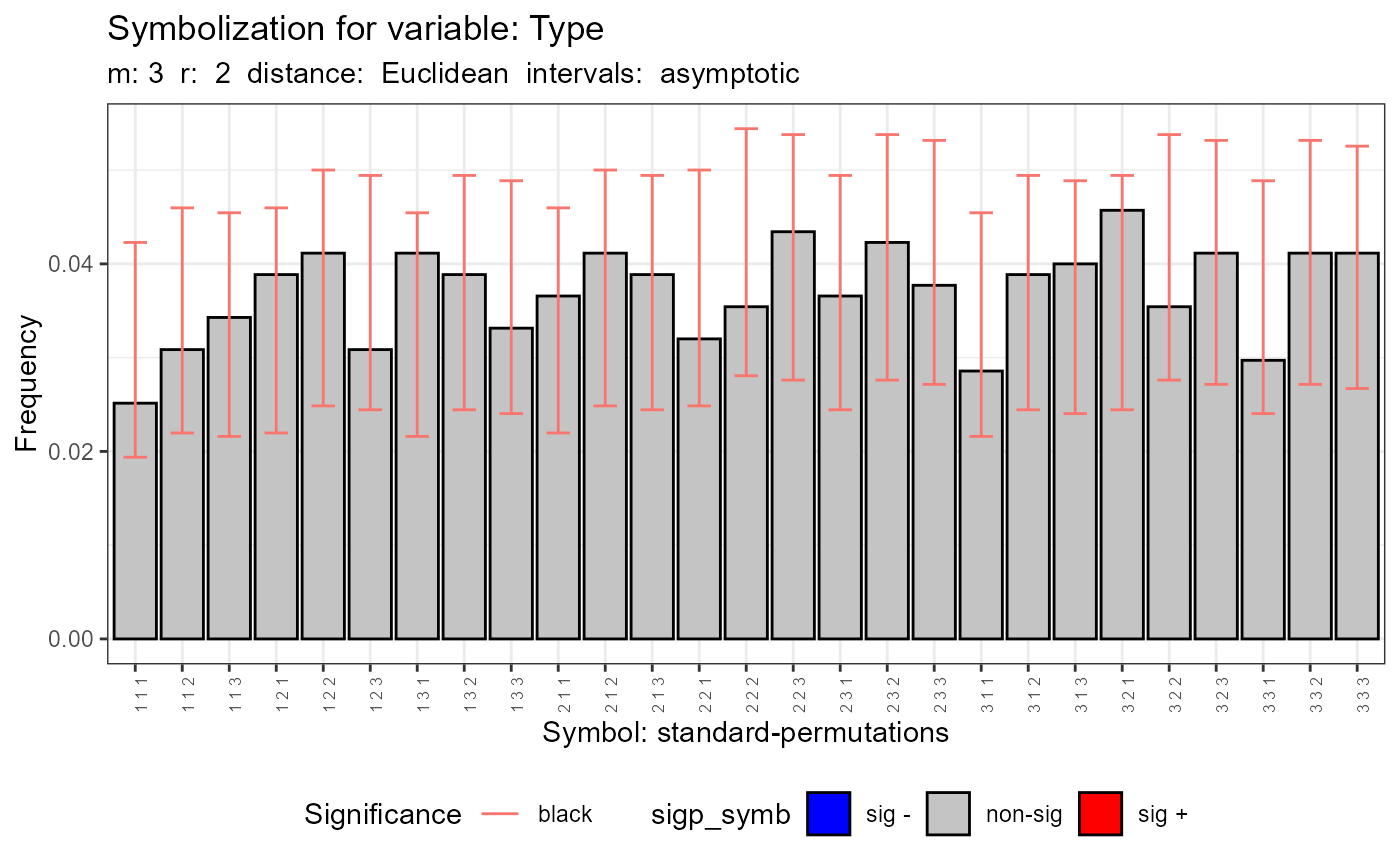 Symbolization for variable: Type
m: 3 r: 2 distance: Euclidean intervals: asymptotic
Frequency
0.04
0.02
0.00
1 1 1
1 1 2
1 1 3
1 2 1
1 2 2
1 2 3
1 3 1
1 3 2
1 3 3
2 1 1
2 1 2
2 1 3
2 2 1
2 2 2
2 2 3
2 3 1
2 3 2
2 3 3
3 1 1
3 1 2
3 1 3
3 2 1
3 2 2
3 2 3
3 3 1
3 3 2
3 3 3
Symbol: standard-permutations
Significance black sigp_symb sig - non-sig sig +